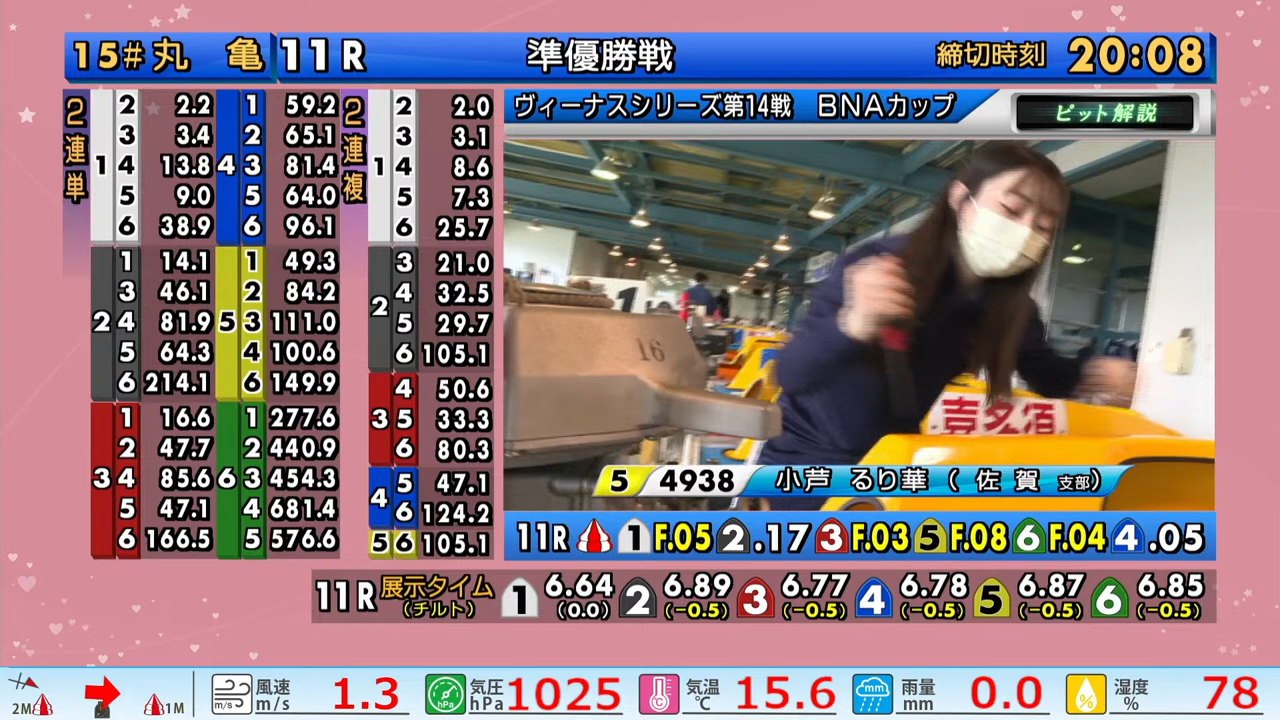 15#丸 亀 11R 準優勝戦 締切時刻 20:08
ヴィーナスシリーズ第14戦 BNAカップ ピット解説
2連単
1 2 2.2 4 1 59.2
3 3.4 2 65.1
4 13.8 3 81.4
5 9.0 5 64.0
6 38.9 6 96.1
2 1 14.1 5 1 49.3
3 46.1 2 84.2
4 81.9 3 111.0
5 64.3 4 100.6
6 214.1 6 149.9
3 1 16.6 6 1 277.6
2 47.7 2 440.9
4 85.6 3 454.3
5 47.1 4 681.4
6 166.5 5 576.6
2連複
1 2 2.0
3 3.1
4 8.6
5 7.3
6 25.7
2 3 21.0
4 32.5
5 29.7
6 105.1
3 4 50.6
5 33.3
6 80.3
4 5 47.1
6 124.2
5 6 105.1
1
16
喜多須
5 4938 小芦 るり華 (佐賀 支部)
11R 1 F.05 2 .17 3 F.03 5 F.08 6 F.04 4 .05
11R 展示タイム 1 6.64 2 6.89 3 6.77 4 6.78 5 6.87 6 6.85
(チルト) (0.0) (-0.5) (-0.5) (-0.5) (-0.5) (-0.5)
2M 1M 風速 m/s 1.3 hPa 気圧 hPa 1025 ℃ 気温 ℃ 15.6 mm 雨量 mm 0.0 % 湿度 % 78